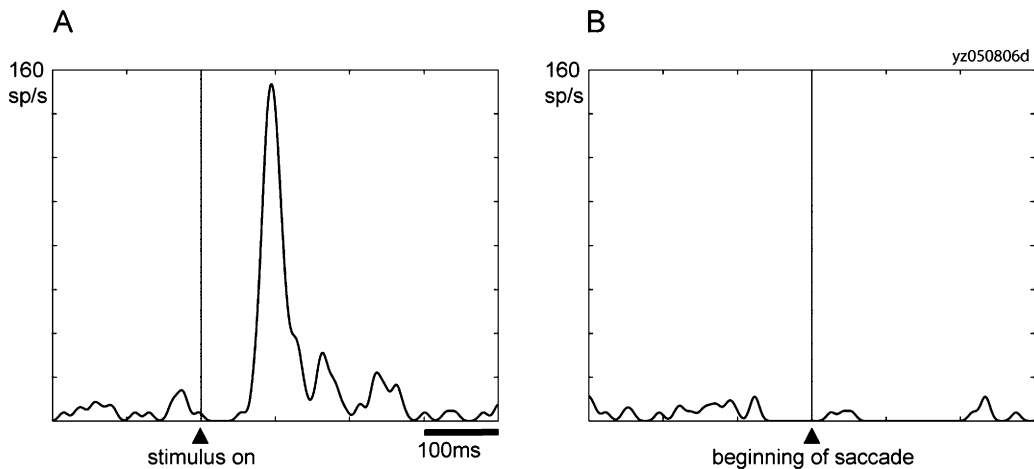 A
160
sp/s
stimulus on
100ms
B
yz050806d
160
sp/s
beginning of saccade